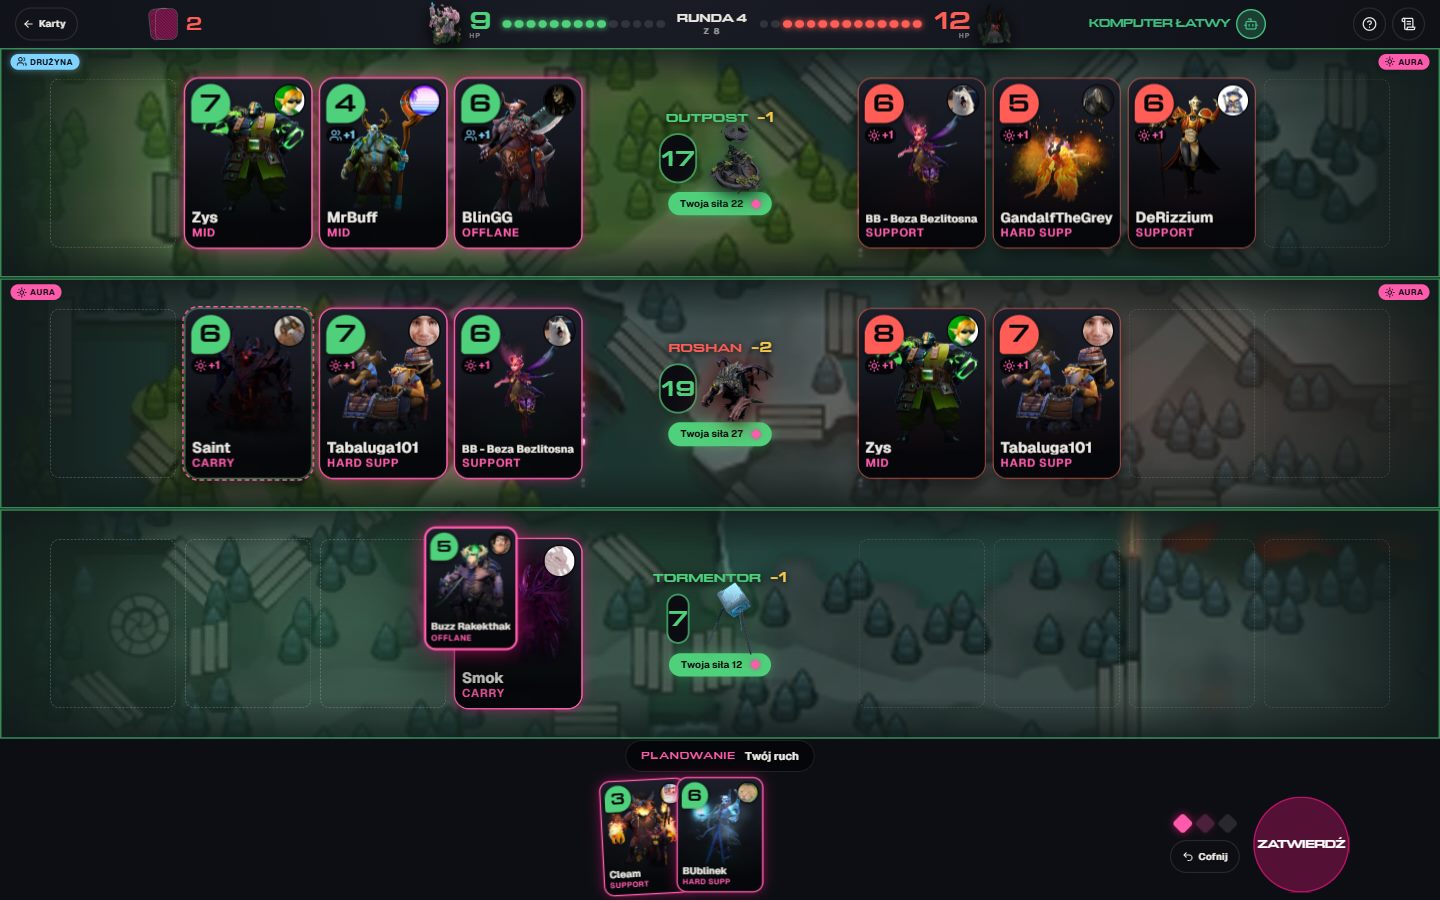 Karty
2
9
HP
RUNDA 4
Z 8
12
HP
KOMPUTER ŁATWY
DRUŻYNA
AURA
7
Zys
MID
4
+1
MrBuff
MID
6
+1
BlinGG
OFFLANE
OUTPOST -1
17
Twoja siła 22
6
+1
BB - Beza Bezlitosna
SUPPORT
5
+1
GandalfTheGrey
HARD SUPP
6
+1
DeRizzium
SUPPORT
AURA
AURA
6
+1
Saint
CARRY
7
+1
Tabaluga101
HARD SUPP
6
+1
BB - Beza Bezlitosna
SUPPORT
ROSHAN -2
19
Twoja siła 27
8
+1
Zys
MID
7
+1
Tabaluga101
HARD SUPP
5
Buzz Rakekthak
OFFLANE
Smok
CARRY
TORMENTOR -1
7
Twoja siła 12
PLANOWANIE Twój ruch
3
Cleam
SUPPORT
6
BUblinek
HARD SUPP
Cofnij
ZATWIERDŹ